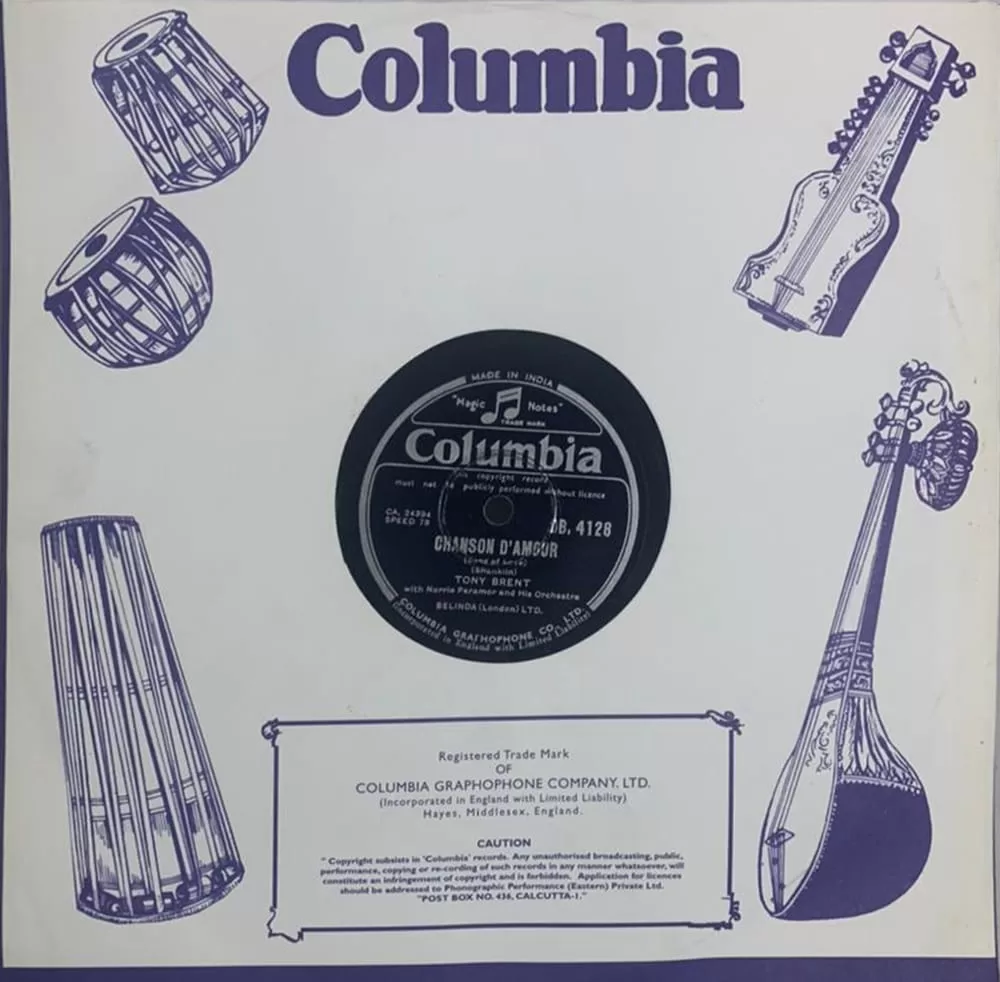 Columbia
MADE IN INDIA
"Magic Notes"
TRADE MARK
Columbia
copyright record
must not be publicly performed without licence
CA. 24394
SPEED 78
DB. 4128
CHANSON D'AMOUR
(Song of Love)
(Shanklin)
TONY BRENT
with Norrie Paramor and His Orchestra
BELINDA (London) LTD.
COLUMBIA GRAPHOPHONE CO. LTD.
(Incorporated in England with Limited Liability)
Registered Trade Mark
OF
COLUMBIA GRAPHOPHONE COMPANY, LTD.
(Incorporated in England with Limited Liability)
Hayes, Middlesex, England.
CAUTION
" Copyright subsists in 'Columbia' records. Any unauthorised broadcasting, public,
performance, copying or re-cording of such records in any manner whatsoever, will
constitute an infringement of copyright and is forbidden. Application for licences
should be addressed to Phonographic Performance (Eastern) Private Ltd.
"POST BOX NO. 436, CALCUTTA-1."